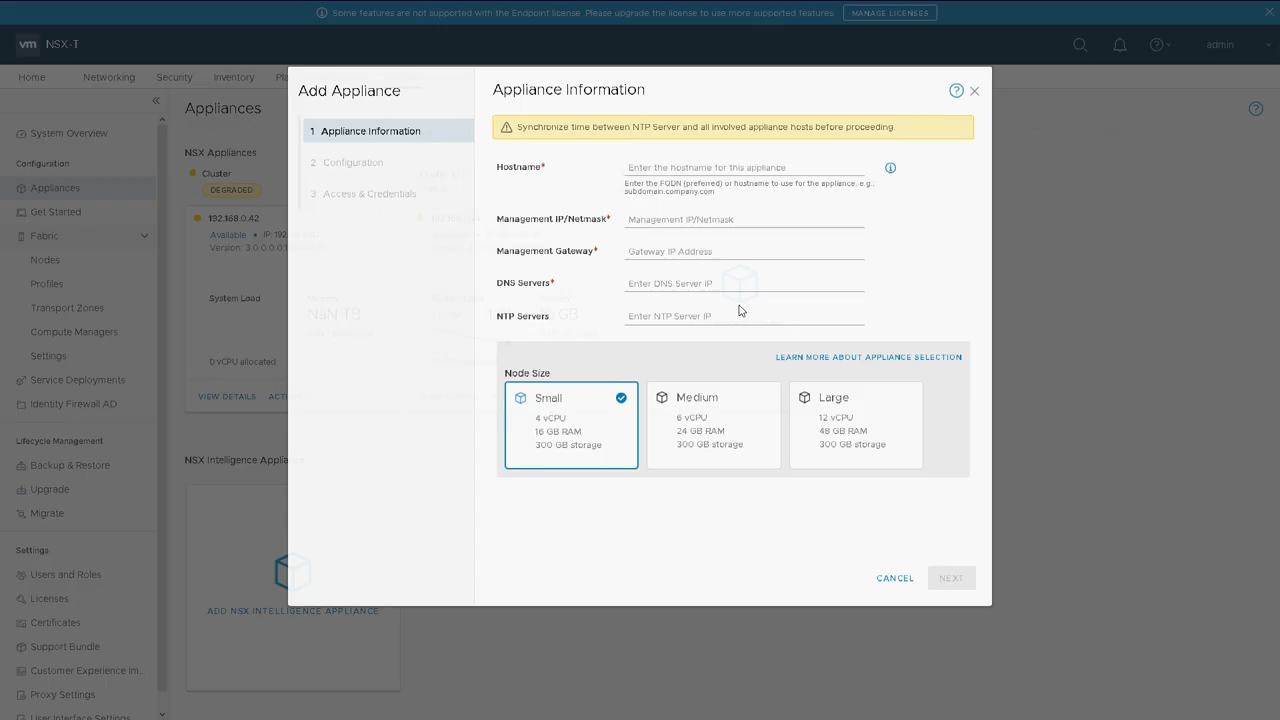 Some features are not supported with the Endpoint license. Please upgrade the license to use more supported features.
MANAGE LICENSES
vm NSX-T
admin
Home Networking Security Inventory
Appliances
System Overview
Configuration
Appliances
Get Started
Fabric
Nodes
Profiles
Transport Zones
Compute Managers
Settings
Service Deployments
Identity Firewall AD
Lifecycle Management
Backup & Restore
Upgrade
Migrate
Settings
Users and Roles
Licenses
Certificates
Support Bundle
Customer Experience Im..
Proxy Settings
User Interface Settings
NSX Appliances
Cluster
DEGRADED
192.168.0.42
Available • IP:
Version: 3.0.0.0.0
System Load
0 vCPU allocated
VIEW DETAILS
NSX Intelligence Appliance
ADD NSX INTELLIGENCE APPLIANCE
Add Appliance
1 Appliance Information
2 Configuration
3 Access & Credentials
NaN TB
Appliance Information
Synchronize time between NTP Server and all involved appliance hosts before proceeding.
Hostname*
Enter the hostname for this appliance
Enter the FQDN (preferred) or hostname to use for the appliance. e.g.:
subdomain.company.com
Management IP/Netmask*
Management IP/Netmask
Management Gateway*
Gateway IP Address
DNS Servers*
Enter DNS Server IP
NTP Servers
Enter NTP Server IP
LEARN MORE ABOUT APPLIANCE SELECTION
Node Size
Small
4 vCPU
16 GB RAM
300 GB storage
Medium
6 vCPU
24 GB RAM
300 GB storage
Large
12 vCPU
48 GB RAM
300 GB storage
CANCEL
NEXT